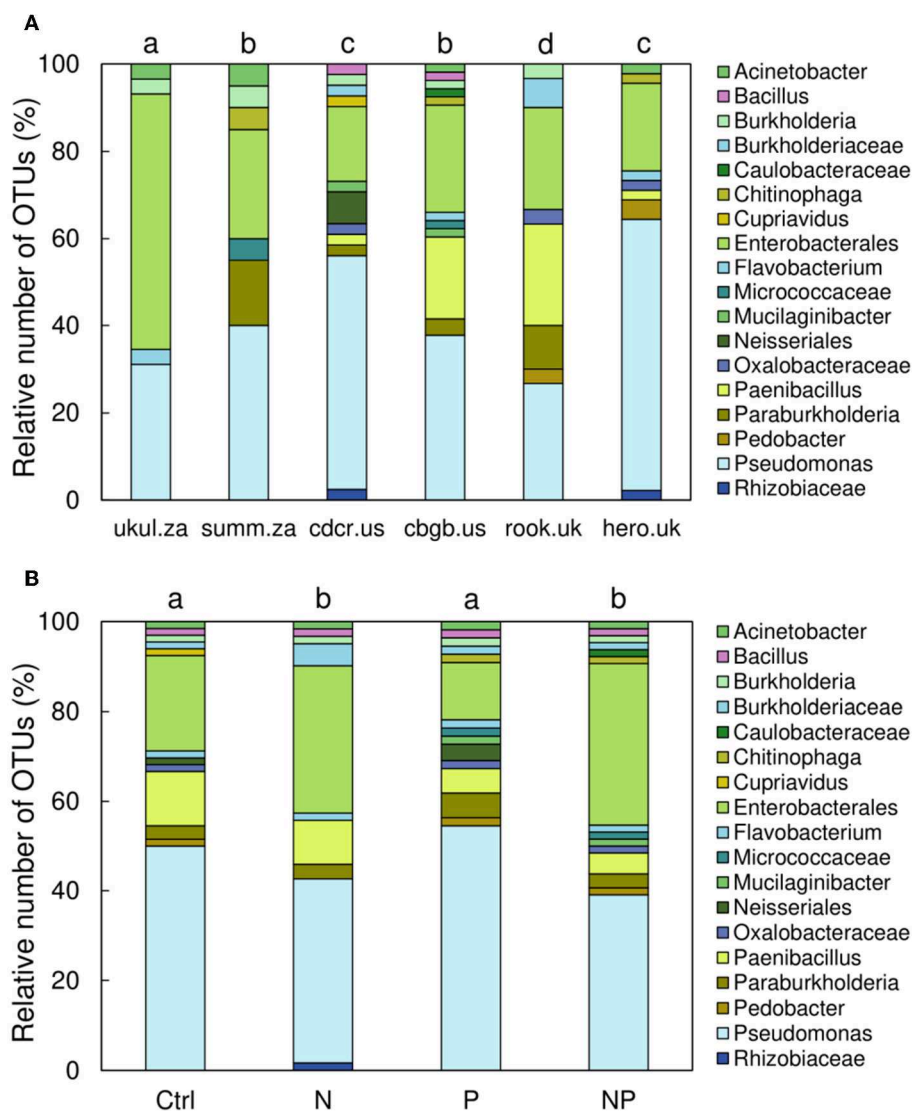 A
a b c b d c
100
80
60
40
20
0
Relative number of OTUs (%)
ukul.za summ.za cdcr.us cbgb.us rook.uk hero.uk
Acinetobacter
Bacillus
Burkholderia
Burkholderiaceae
Caulobacteraceae
Chitinophaga
Cupriavidus
Enterobacterales
Flavobacterium
Micrococcaceae
Mucilaginibacter
Neisseriales
Oxalobacteraceae
Paenibacillus
Paraburkholderia
Pedobacter
Pseudomonas
Rhizobiaceae
B
a b a b
100
80
60
40
20
0
Relative number of OTUs (%)
Ctrl N P NP
Acinetobacter
Bacillus
Burkholderia
Burkholderiaceae
Caulobacteraceae
Chitinophaga
Cupriavidus
Enterobacterales
Flavobacterium
Micrococcaceae
Mucilaginibacter
Neisseriales
Oxalobacteraceae
Paenibacillus
Paraburkholderia
Pedobacter
Pseudomonas
Rhizobiaceae